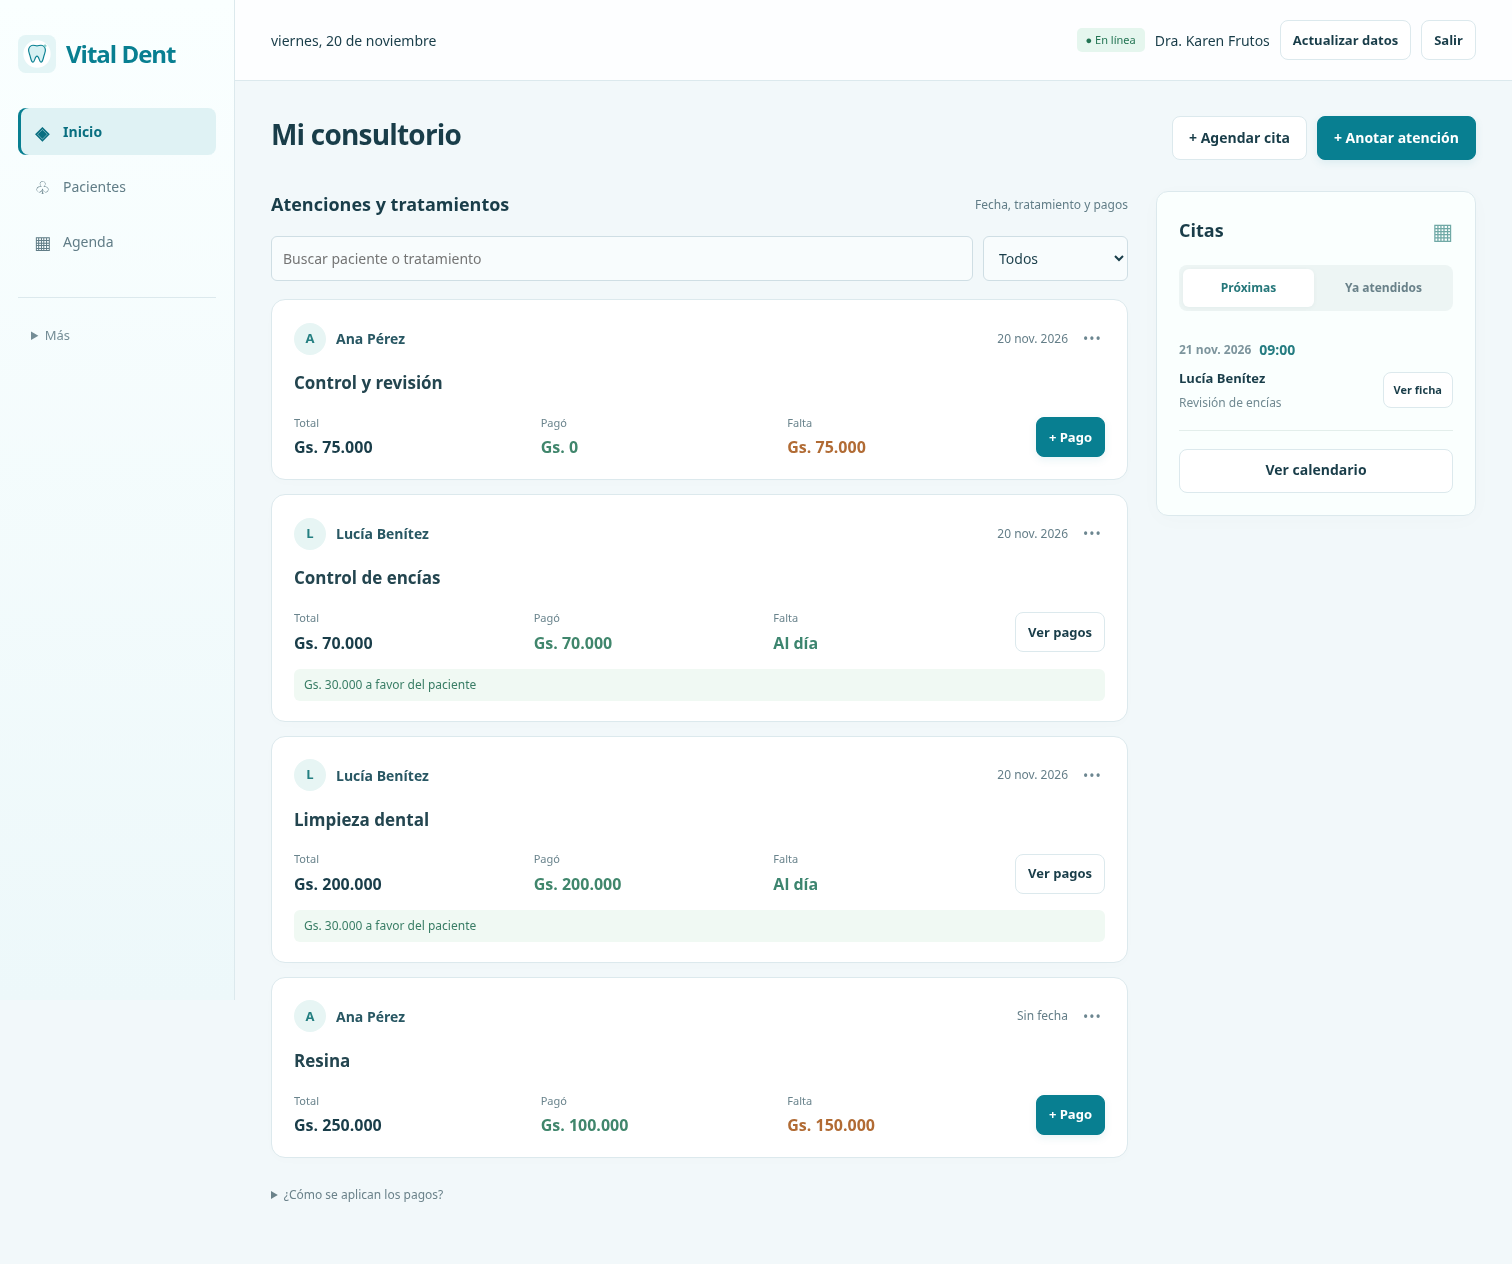 Vital Dent
Inicio
Pacientes
Agenda
Más
viernes, 20 de noviembre
● En línea
Dra. Karen Frutos
Actualizar datos
Salir
Mi consultorio
+ Agendar cita
+ Anotar atención
Atenciones y tratamientos
Fecha, tratamiento y pagos
Buscar paciente o tratamiento
Todos
A
Ana Pérez
20 nov. 2026
Control y revisión
Total
Pagó
Falta
Gs. 75.000
Gs. 0
Gs. 75.000
+ Pago
L
Lucía Benítez
20 nov. 2026
Control de encías
Total
Pagó
Falta
Gs. 70.000
Gs. 70.000
Al día
Ver pagos
Gs. 30.000 a favor del paciente
L
Lucía Benítez
20 nov. 2026
Limpieza dental
Total
Pagó
Falta
Gs. 200.000
Gs. 200.000
Al día
Ver pagos
Gs. 30.000 a favor del paciente
A
Ana Pérez
Sin fecha
Resina
Total
Pagó
Falta
Gs. 250.000
Gs. 100.000
Gs. 150.000
+ Pago
¿Cómo se aplican los pagos?
Citas
Próximas
Ya atendidos
21 nov. 2026 09:00
Lucía Benítez
Revisión de encías
Ver ficha
Ver calendario